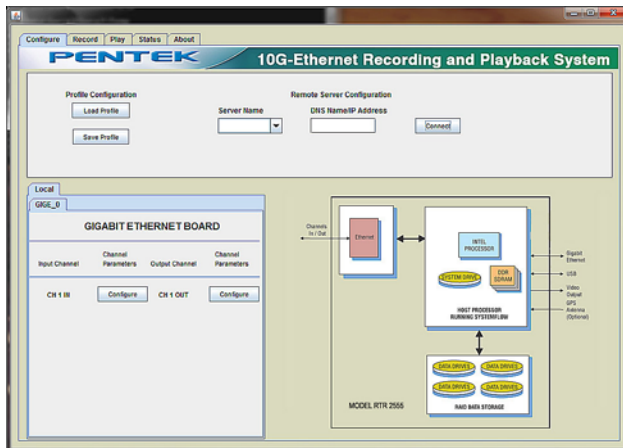 Configure Record Play Status About
PENTEK 10G-Ethernet Recording and Playback System
Profile Configuration
Load Profile
Save Profile
Remote Server Configuration
Server Name DNS Name/IP Address
Connect
Local
GIGE_0
GIGABIT ETHERNET BOARD
Input Channel Channel Parameters Output Channel Channel Parameters
CH 1 IN Configure CH 1 OUT Configure
Channels
In / Out
Ethernet
INTEL
PROCESSOR
SYSTEM DRIVE
DDR
SDRAM
HOST PROCESSOR
RUNNING SYSTEMFLOW
Gigabit
Ethernet
USB
Video
Output
GPS
Antenna
(Optional)
DATA DRIVES DATA DRIVES
DATA DRIVES DATA DRIVES
RAID DATA STORAGE
MODEL RTR 2555